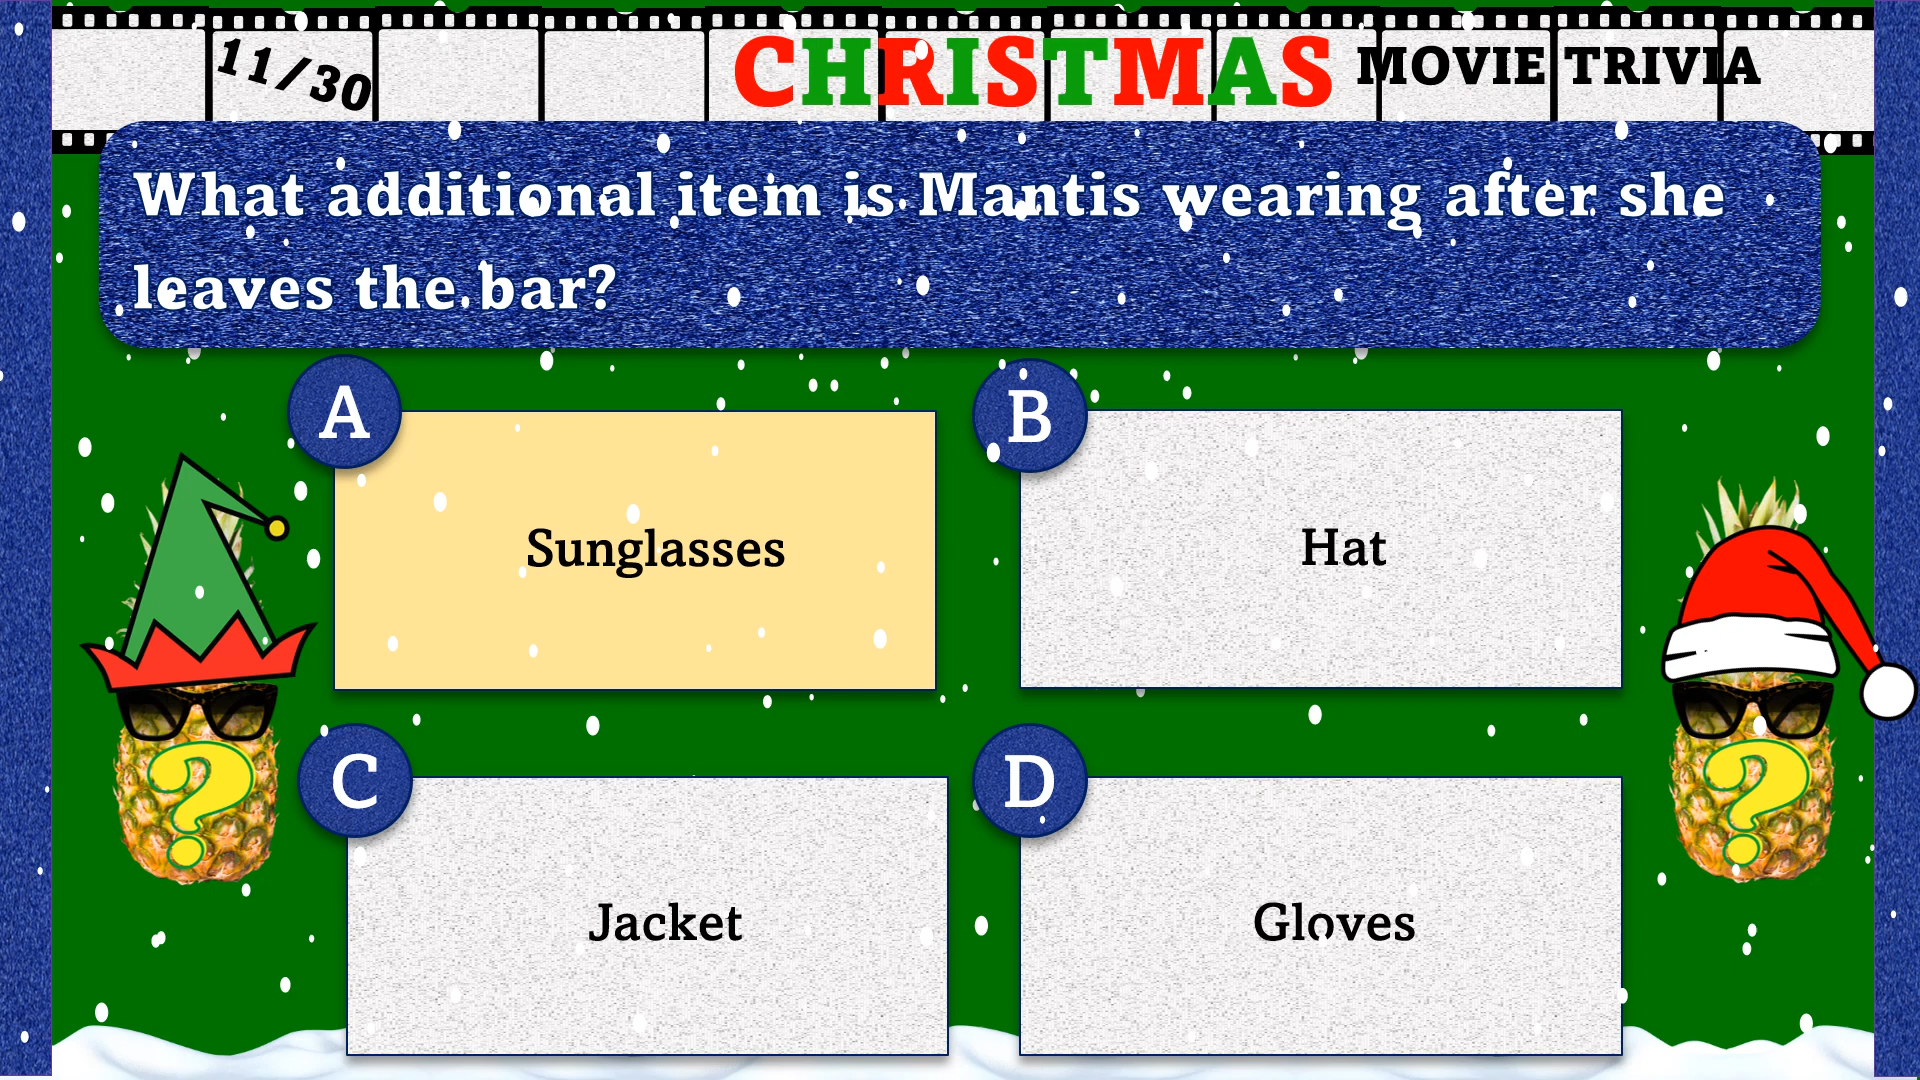 11/30
CHRISTMAS MOVIE TRIVIA
What additional item is Mantis wearing after she
leaves the bar?
A
Sunglasses
B
Hat
C
Jacket
D
Gloves
?
?